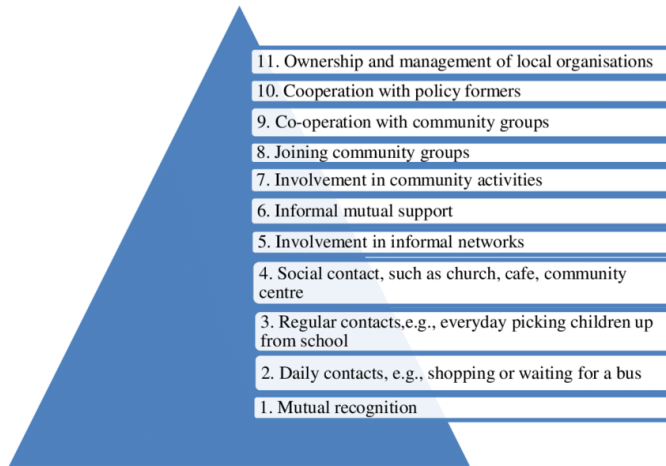 11. Ownership and management of local organisations
10. Cooperation with policy formers
9. Co-operation with community groups
8. Joining community groups
7. Involvement in community activities
6. Informal mutual support
5. Involvement in informal networks
4. Social contact, such as church, cafe, community
centre
3. Regular contacts,e.g., everyday picking children up
from school
2. Daily contacts, e.g., shopping or waiting for a bus
1. Mutual recognition